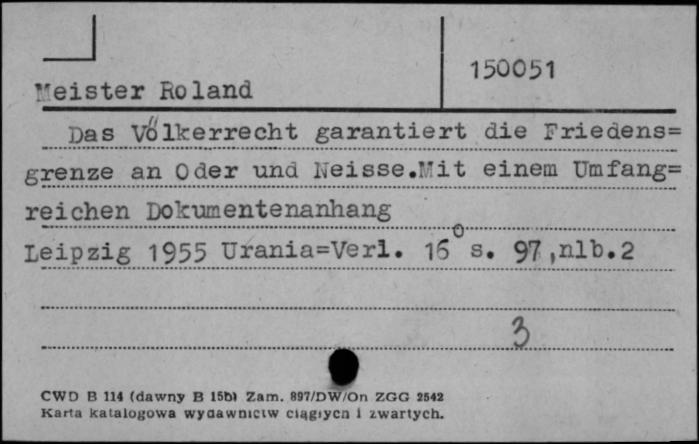 150051
Meister Roland
Das Völkerrecht garantiert die Friedens=
grenze an Oder und Neisse.Mit einem Umfang=
reichen Dokumentenanhang
Leipzig 1955 Urania=Verl. 16° s. 97,nlb.2
3
CWD B 114 (dawny B 15b) Zam. 897/DW/On ZGG 2542
Karta katalogowa wydawnictw ciągłych i zwartych.